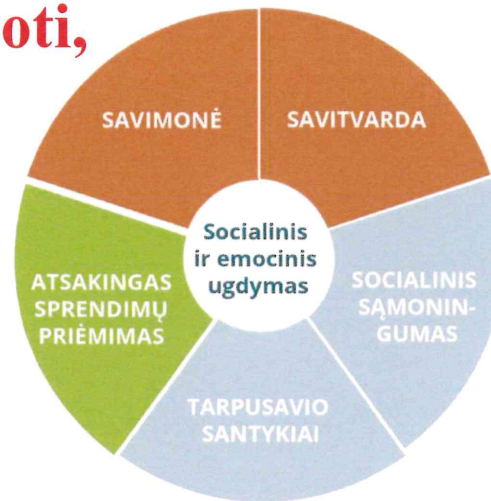 oti,
SAVIMONĖ
SAVITVARDA
Socialinis
ir emocinis
ugdymas
ATSAKINGAS
SPRENDIMŲ
PRIĖMIMAS
SOCIALINIS
SĄMONIN-
GUMAS
TARPUSAVIO
SANTYKIAI